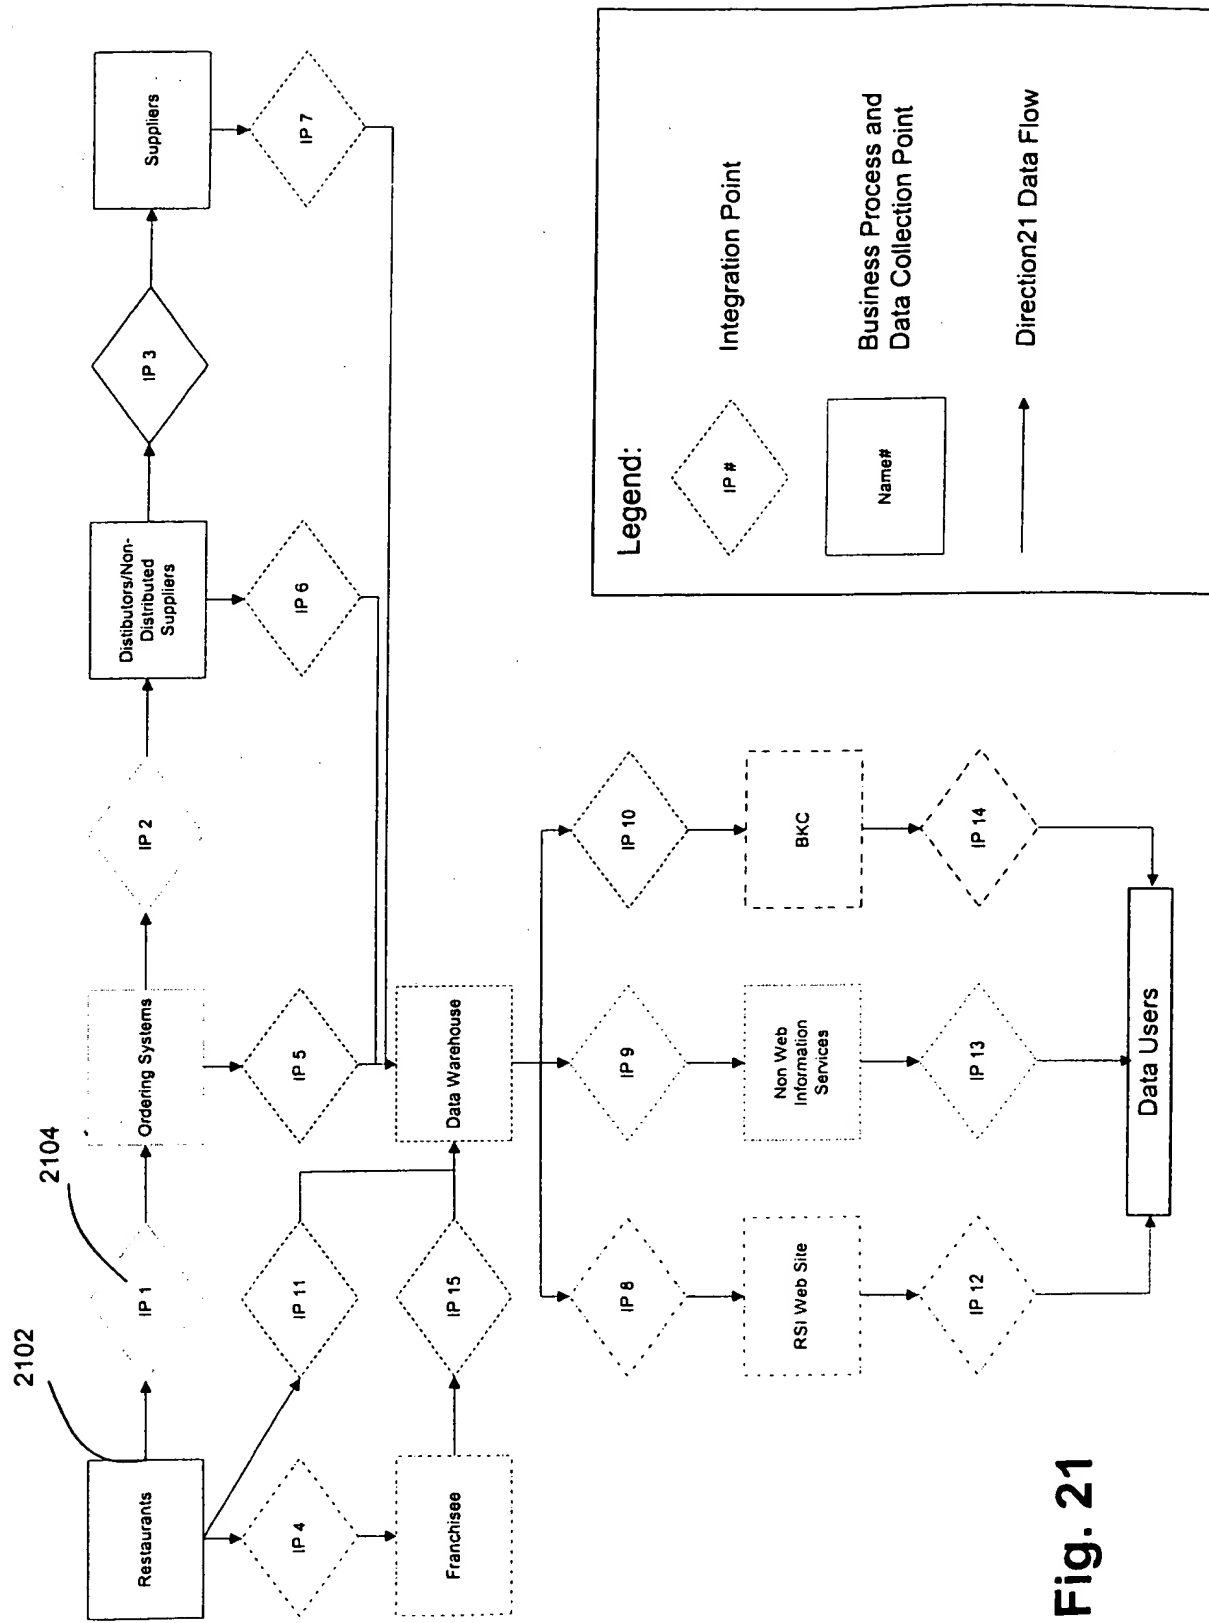 2102
2104
Restaurants
IP 1
Ordering Systems
IP 2
Distibutors/Non-
Distributed
Suppliers
IP 3
Suppliers
IP 4
IP 11
IP 5
IP 6
IP 7
Franchisee
IP 15
Data Warehouse
IP 8
IP 9
IP 10
RSI Web Site
Non Web
Information
Services
BKC
IP 12
IP 13
IP 14
Data Users
Legend:
IP #
Integration Point
Name#
Business Process and
Data Collection Point
Direction21 Data Flow
Fig. 21